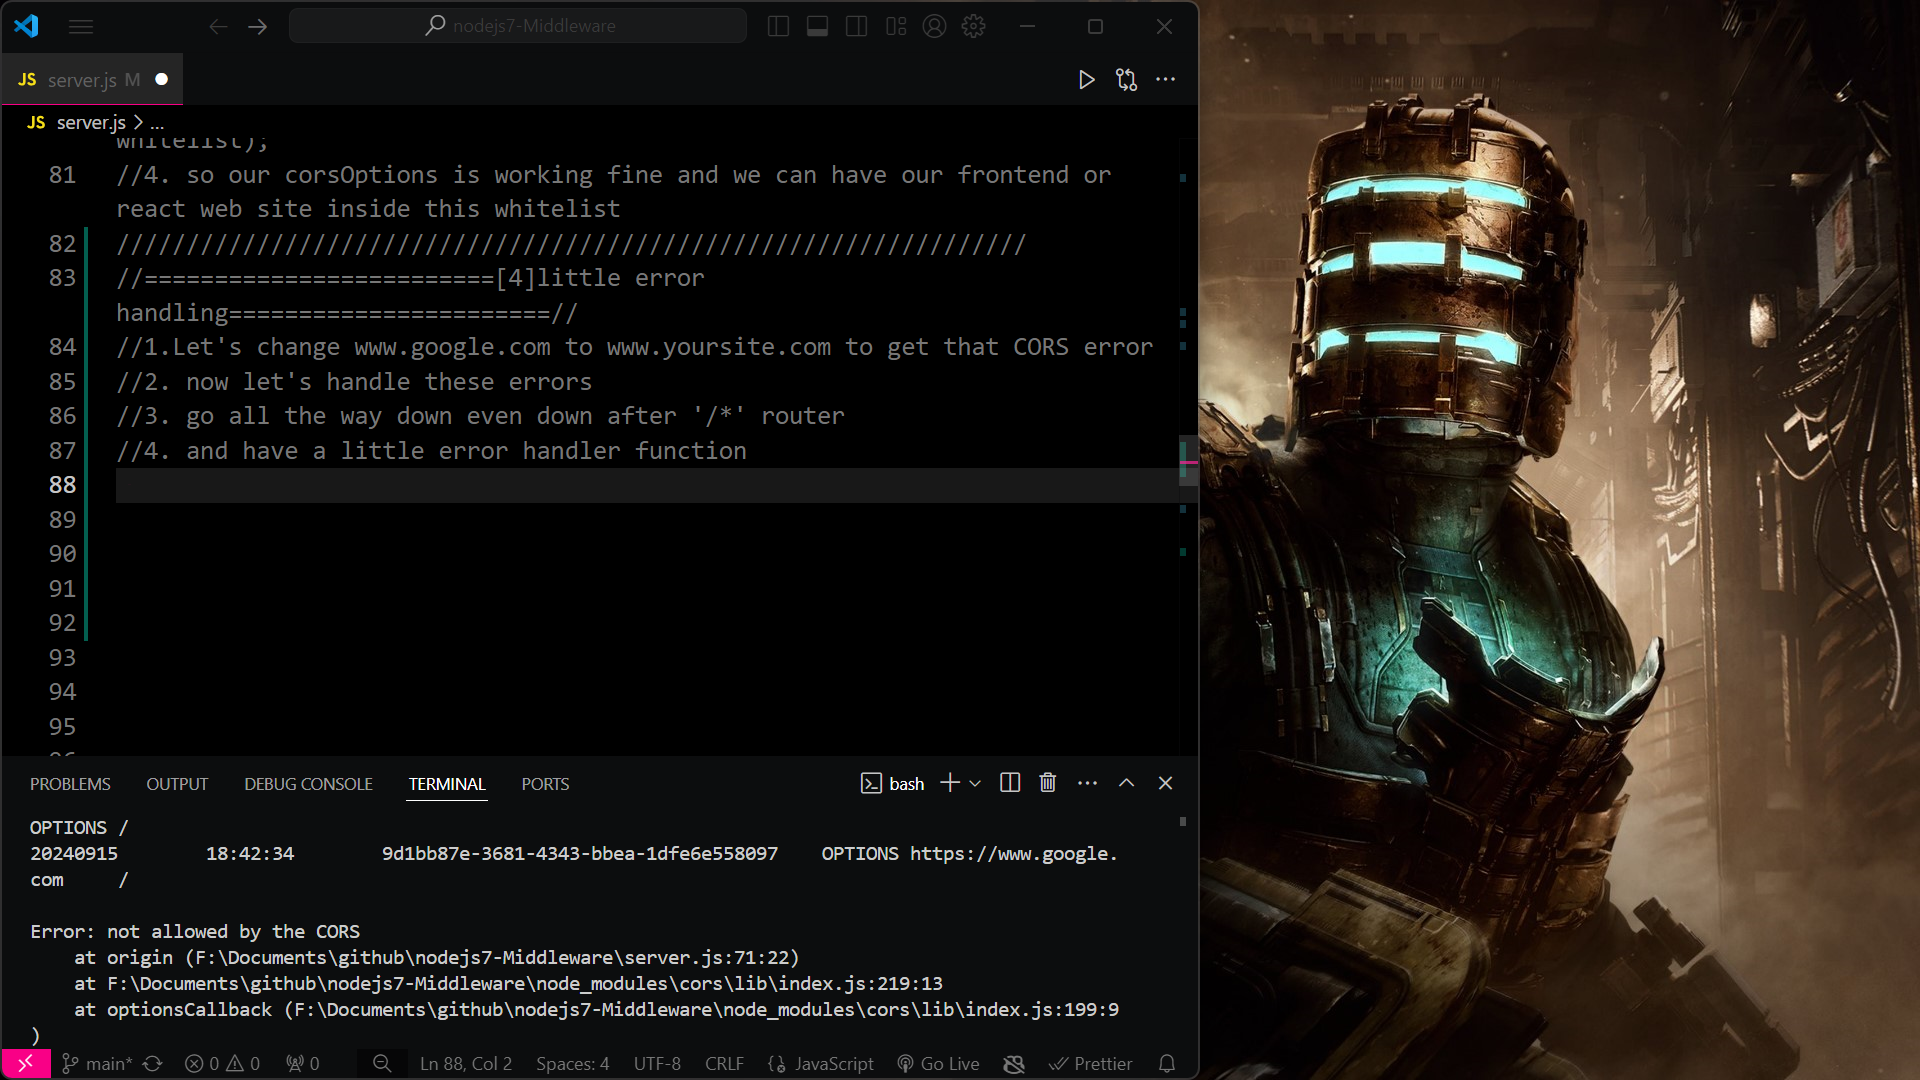 nodejs7-Middleware
JS server.js M
JS server.js > ...
whitelist);
81 //4. so our corsOptions is working fine and we can have our frontend or
react web site inside this whitelist
82 /////////////////////////////////////////////////////////////////
83 //=========================[4]little error
handling=======================//
84 //1.Let's change www.google.com to www.yoursite.com to get that CORS error
85 //2. now let's handle these errors
86 //3. go all the way down even down after '/*' router
87 //4. and have a little error handler function
88
89
90
91
92
93
94
95
96
PROBLEMS OUTPUT DEBUG CONSOLE TERMINAL PORTS bash
OPTIONS /
20240915 18:42:34 9d1bb87e-3681-4343-bbea-1dfe6e558097 OPTIONS https://www.google.
com /
Error: not allowed by the CORS
at origin (F:\Documents\github\nodejs7-Middleware\server.js:71:22)
at F:\Documents\github\nodejs7-Middleware\node_modules\cors\lib\index.js:219:13
at optionsCallback (F:\Documents\github\nodejs7-Middleware\node_modules\cors\lib\index.js:199:9
)
main* 0 0 0 Ln 88, Col 2 Spaces: 4 UTF-8 CRLF {} JavaScript Go Live Prettier